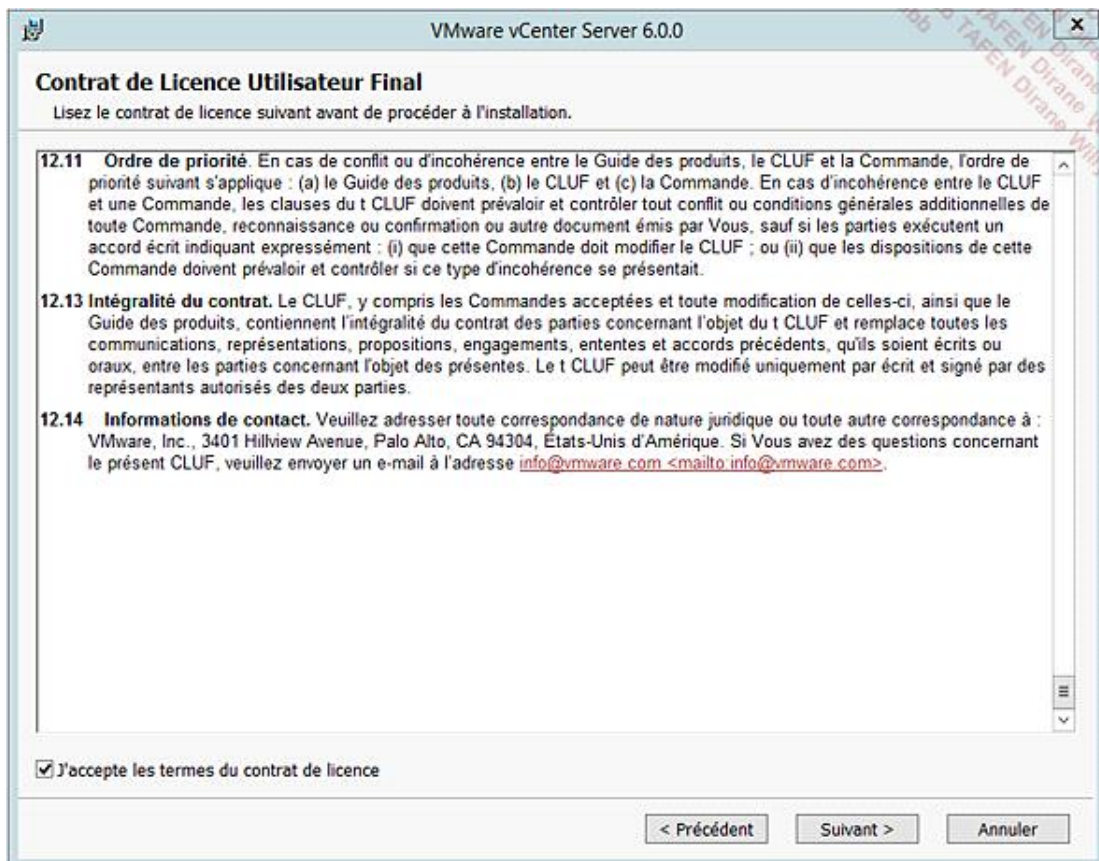 VMware vCenter Server 6.0.0
TAFEN Dirane
TAFEN Dirane
Contrat de Licence Utilisateur Final
Lisez le contrat de licence suivant avant de procéder à l'installation.
12.11 Ordre de priorité. En cas de conflit ou d'incohérence entre le Guide des produits, le CLUF et la Commande, l'ordre de
priorité suivant s'applique : (a) le Guide des produits, (b) le CLUF et (c) la Commande. En cas d'incohérence entre le CLUF
et une Commande, les clauses du t CLUF doivent prévaloir et contrôler tout conflit ou conditions générales additionnelles de
toute Commande, reconnaissance ou confirmation ou autre document émis par Vous, sauf si les parties exécutent un
accord écrit indiquant expressément : (i) que cette Commande doit modifier le CLUF ; ou (ii) que les dispositions de cette
Commande doivent prévaloir et contrôler si ce type d'incohérence se présentait.
12.13 Intégralité du contrat. Le CLUF, y compris les Commandes acceptées et toute modification de celles-ci, ainsi que le
Guide des produits, contiennent l'intégralité du contrat des parties concernant l'objet du t CLUF et remplace toutes les
communications, représentations, propositions, engagements, ententes et accords précédents, qu'ils soient écrits ou
oraux, entre les parties concernant l'objet des présentes. Le t CLUF peut être modifié uniquement par écrit et signé par des
représentants autorisés des deux parties.
12.14 Informations de contact. Veuillez adresser toute correspondance de nature juridique ou toute autre correspondance à :
VMware, Inc., 3401 Hillview Avenue, Palo Alto, CA 94304, États-Unis d'Amérique. Si Vous avez des questions concernant
le présent CLUF, veuillez envoyer un e-mail à l'adresse info@vmware.com <mailto:info@vmware.com>.
J'accepte les termes du contrat de licence
< Précédent
Suivant >
Annuler